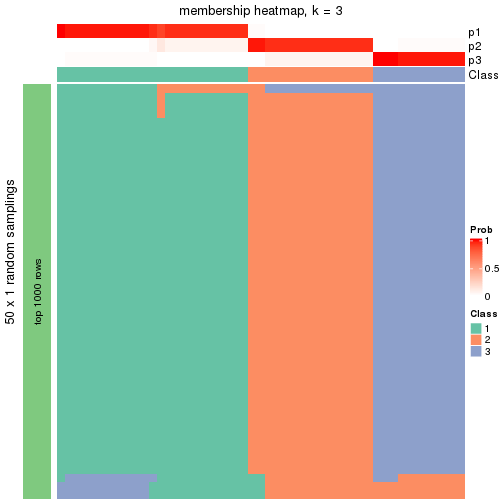 membership heatmap, k = 3
p1
p2
p3
Class
50 x 1 random samplings
top 1000 rows
Prob
1
0.5
0
Class
1
2
3